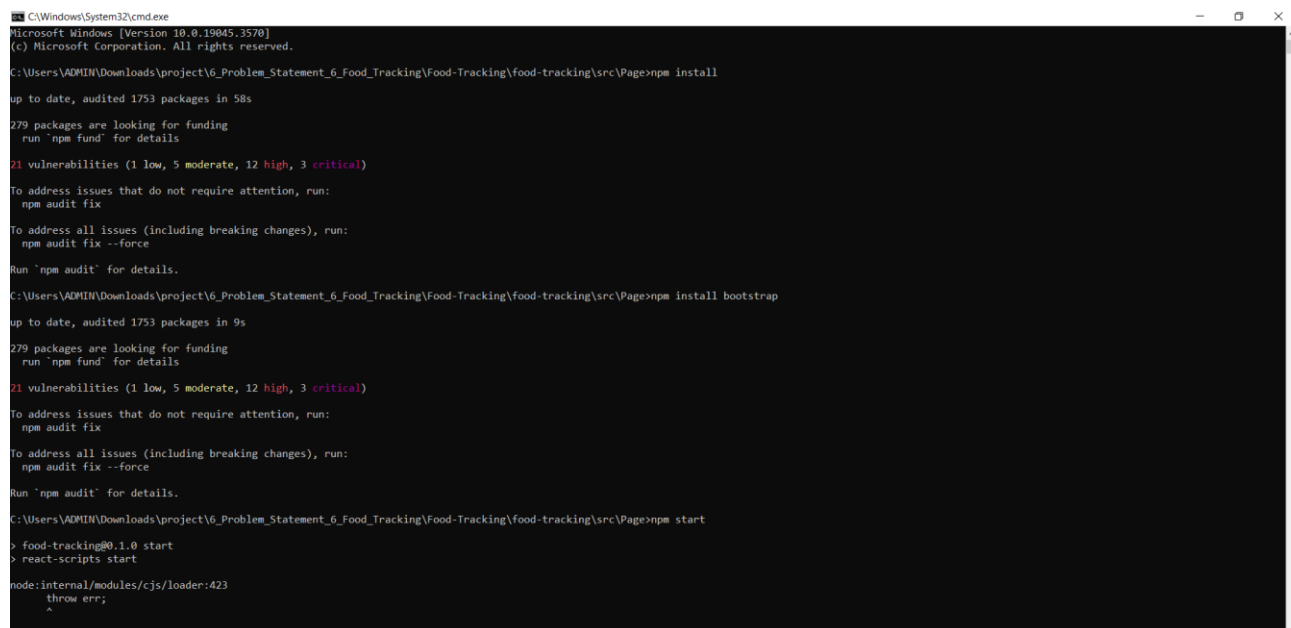 C:\Windows\System32\cmd.exe
Microsoft Windows [Version 10.0.19045.3570]
(c) Microsoft Corporation. All rights reserved.
C:\Users\ADMIN\Downloads\project\6_Problem_Statement_6_Food_Tracking\Food-Tracking\food-tracking\src\Page>npm install
up to date, audited 1753 packages in 58s
279 packages are looking for funding
  run `npm fund` for details
21 vulnerabilities (1 low, 5 moderate, 12 high, 3 critical)
To address issues that do not require attention, run:
  npm audit fix
To address all issues (including breaking changes), run:
  npm audit fix --force
Run `npm audit` for details.
C:\Users\ADMIN\Downloads\project\6_Problem_Statement_6_Food_Tracking\Food-Tracking\food-tracking\src\Page>npm install bootstrap
up to date, audited 1753 packages in 9s
279 packages are looking for funding
  run `npm fund` for details
21 vulnerabilities (1 low, 5 moderate, 12 high, 3 critical)
To address issues that do not require attention, run:
  npm audit fix
To address all issues (including breaking changes), run:
  npm audit fix --force
Run `npm audit` for details.
C:\Users\ADMIN\Downloads\project\6_Problem_Statement_6_Food_Tracking\Food-Tracking\food-tracking\src\Page>npm start
> food-tracking@0.1.0 start
> react-scripts start
node:internal/modules/cjs/loader:423
      throw err;
      ^